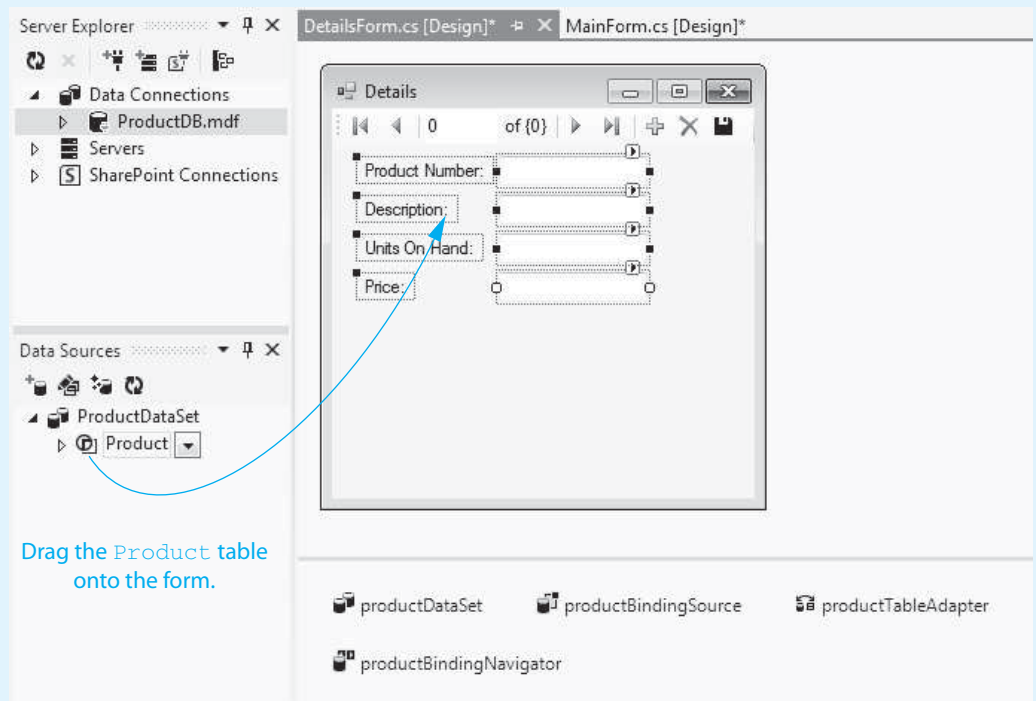 Server Explorer
DetailsForm.cs [Design]*
MainForm.cs [Design]*
Data Connections
ProductDB.mdf
Servers
SharePoint Connections
Details
0 of {0}
Product Number:
Description:
Units On Hand:
Price:
Data Sources
ProductDataSet
Product
Drag the Product table
onto the form.
productDataSet
productBindingSource
productTableAdapter
productBindingNavigator